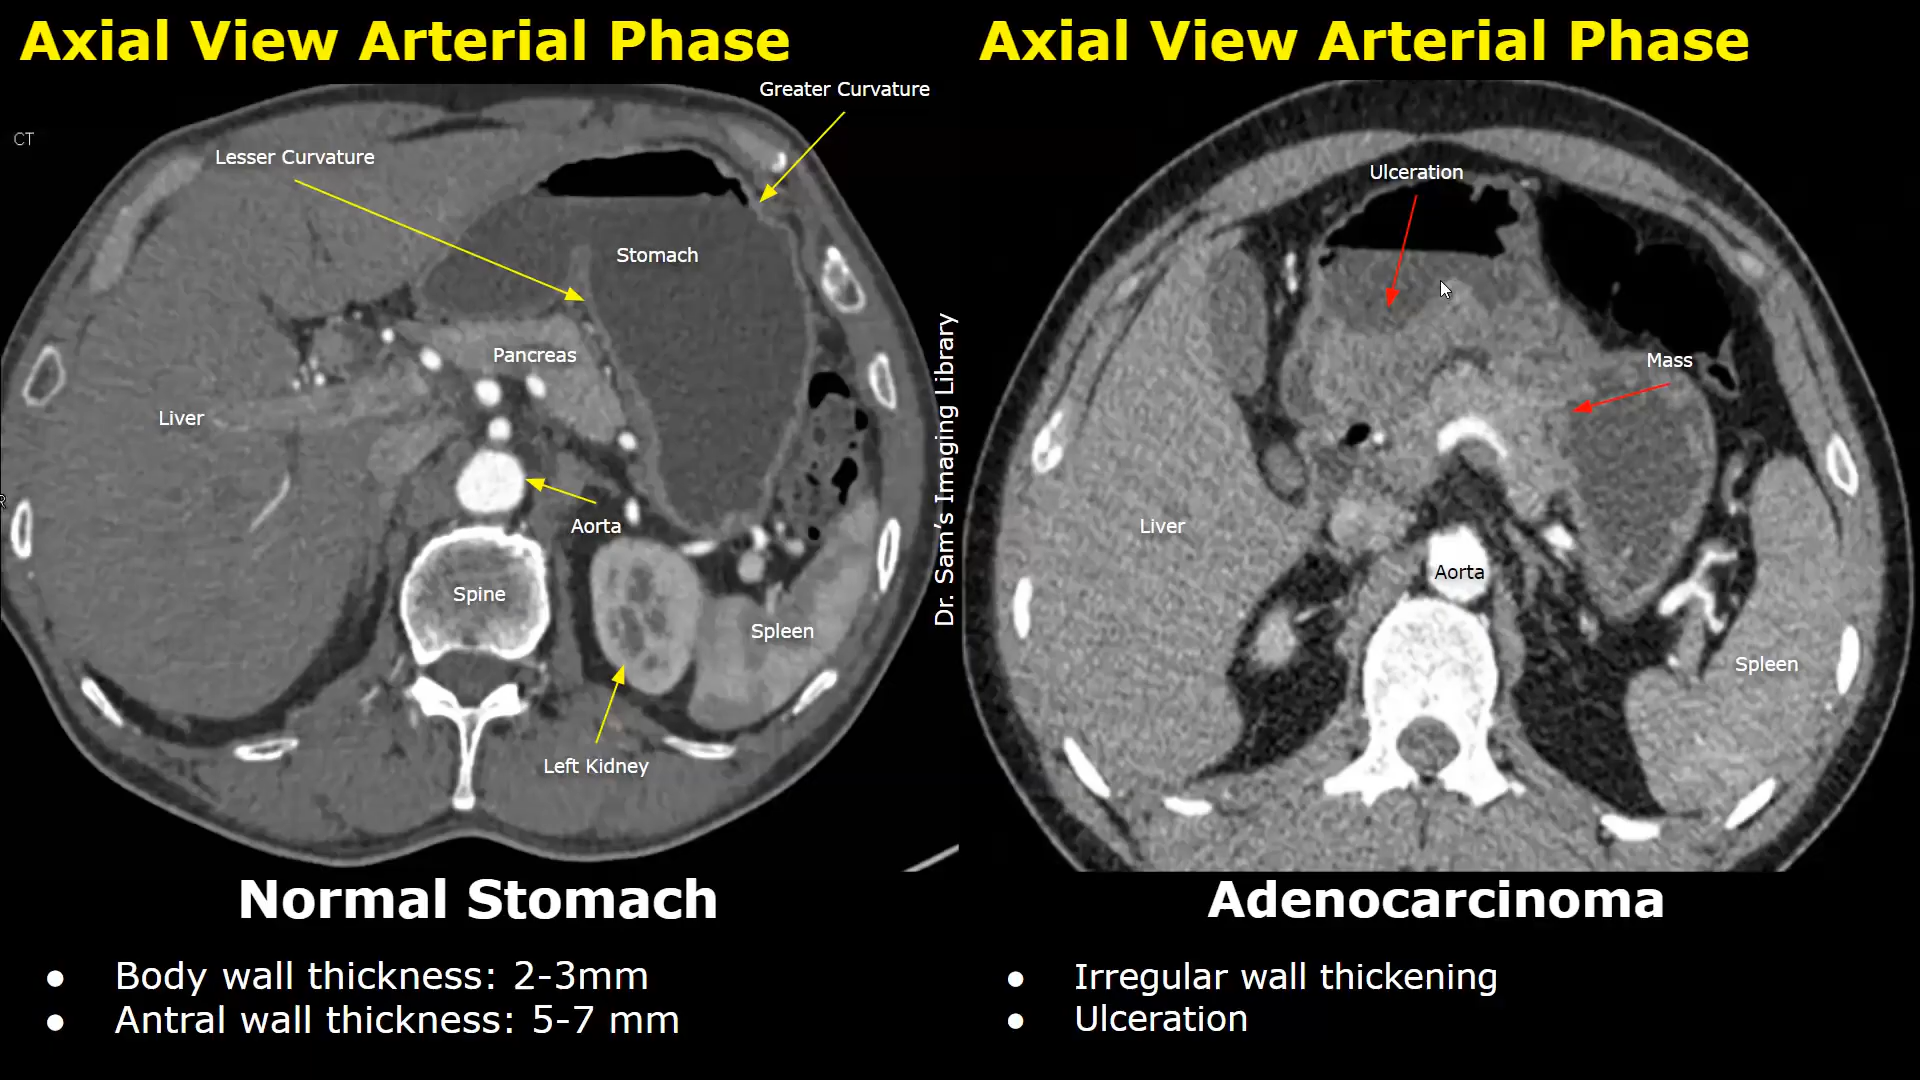 Axial View Arterial Phase
Greater Curvature
CT
Lesser Curvature
Stomach
Pancreas
Liver
R
Aorta
Spine
Spleen
Left Kidney
Normal Stomach
● Body wall thickness: 2-3mm
● Antral wall thickness: 5-7 mm
Dr. Sam's Imaging Library
Axial View Arterial Phase
Ulceration
Mass
Liver
Aorta
Spleen
Adenocarcinoma
● Irregular wall thickening
● Ulceration